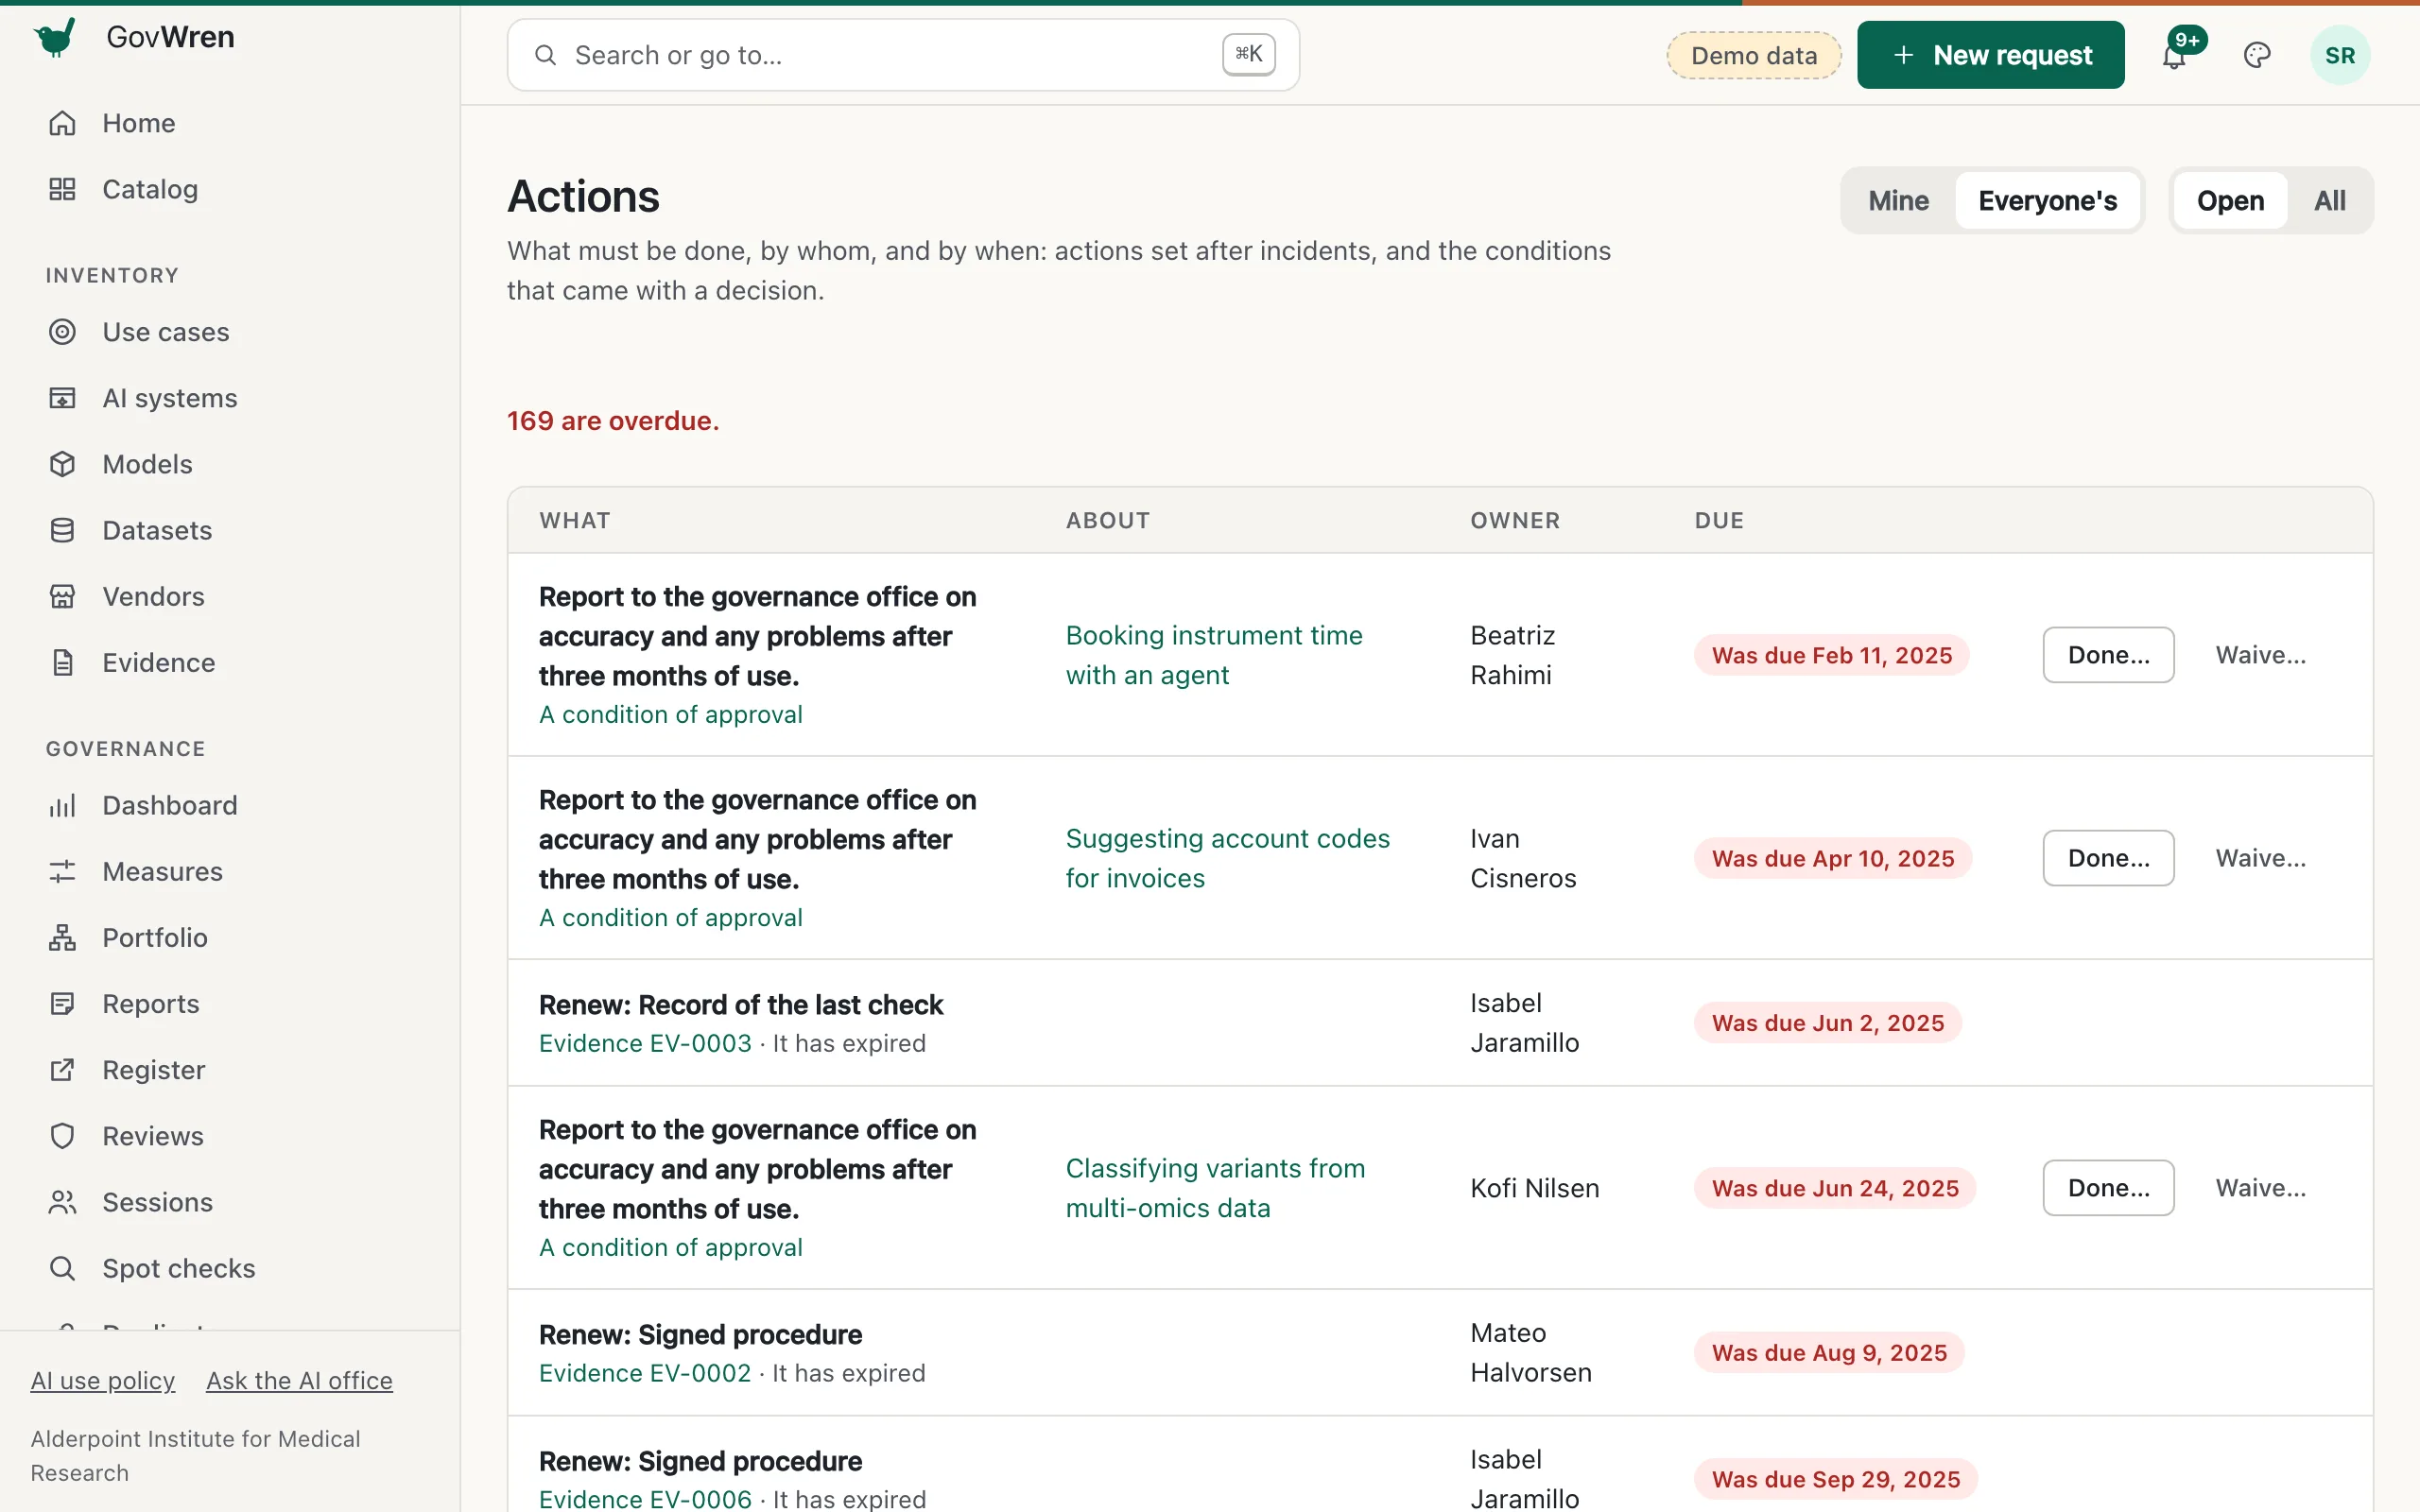 GovWren
Search or go to...
⌘K
Demo data
+ New request
9+
SR
Home
Catalog
INVENTORY
Use cases
AI systems
Models
Datasets
Vendors
Evidence
GOVERNANCE
Dashboard
Measures
Portfolio
Reports
Register
Reviews
Sessions
Spot checks
AI use policy
Ask the AI office
Alderpoint Institute for Medical
Research
Actions
What must be done, by whom, and by when: actions set after incidents, and the conditions
that came with a decision.
Mine
Everyone's
Open
All
169 are overdue.
WHAT
ABOUT
OWNER
DUE
Report to the governance office on
accuracy and any problems after
three months of use.
A condition of approval
Booking instrument time
with an agent
Beatriz
Rahimi
Was due Feb 11, 2025
Done...
Waive...
Report to the governance office on
accuracy and any problems after
three months of use.
A condition of approval
Suggesting account codes
for invoices
Ivan
Cisneros
Was due Apr 10, 2025
Done...
Waive...
Renew: Record of the last check
Evidence EV-0003 · It has expired
Isabel
Jaramillo
Was due Jun 2, 2025
Report to the governance office on
accuracy and any problems after
three months of use.
A condition of approval
Classifying variants from
multi-omics data
Kofi Nilsen
Was due Jun 24, 2025
Done...
Waive...
Renew: Signed procedure
Evidence EV-0002 · It has expired
Mateo
Halvorsen
Was due Aug 9, 2025
Renew: Signed procedure
Evidence EV-0006 · It has expired
Isabel
Jaramillo
Was due Sep 29, 2025